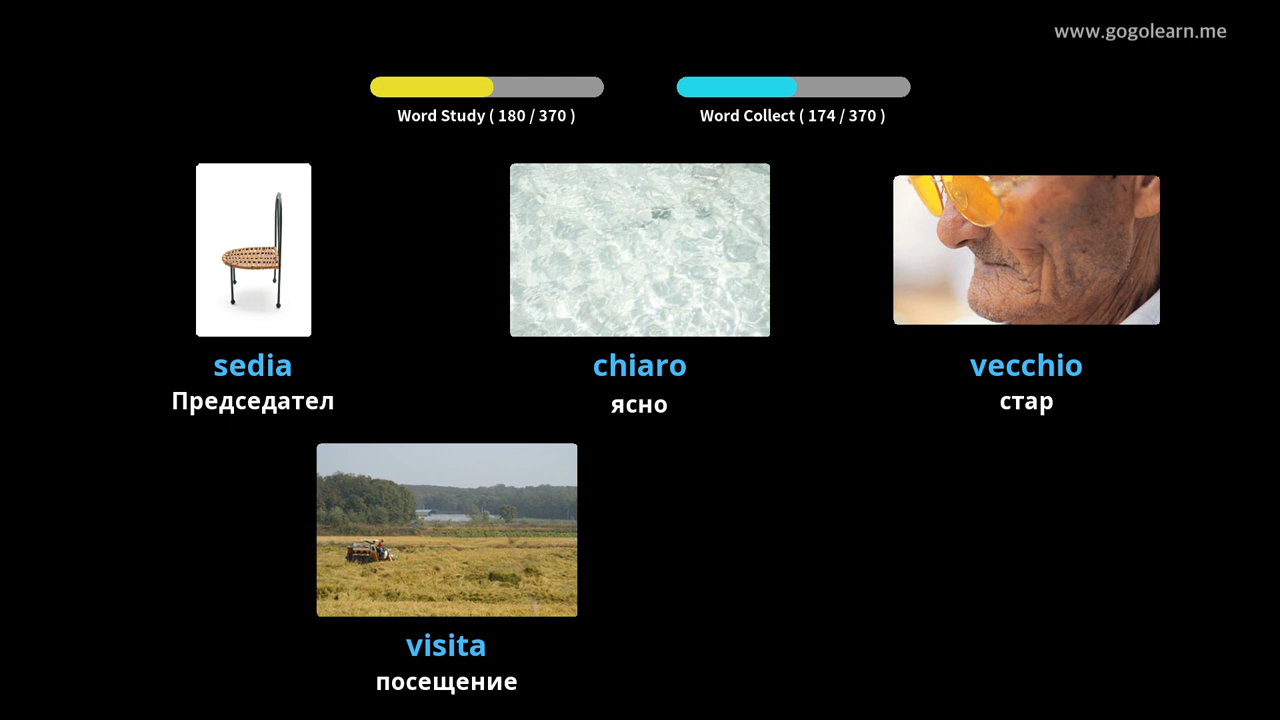 www.gogolearn.me
Word Study ( 180 / 370 )
Word Collect ( 174 / 370 )
sedia
Председател
chiaro
ясно
vecchio
стар
visita
посещение